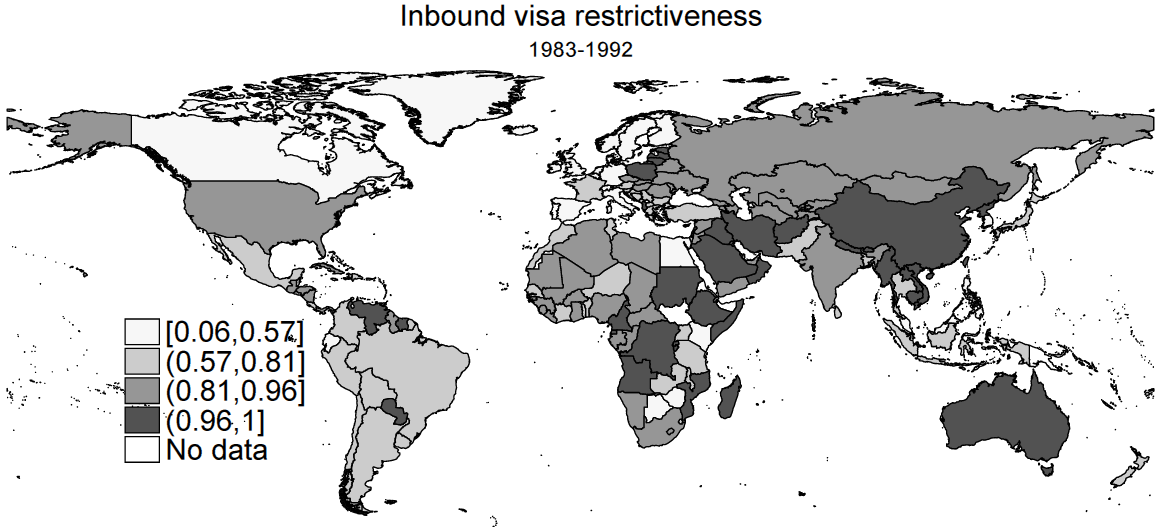 Inbound visa restrictiveness
1983-1992
[0.06,0.57]
(0.57,0.81]
(0.81,0.96]
(0.96,1]
No data